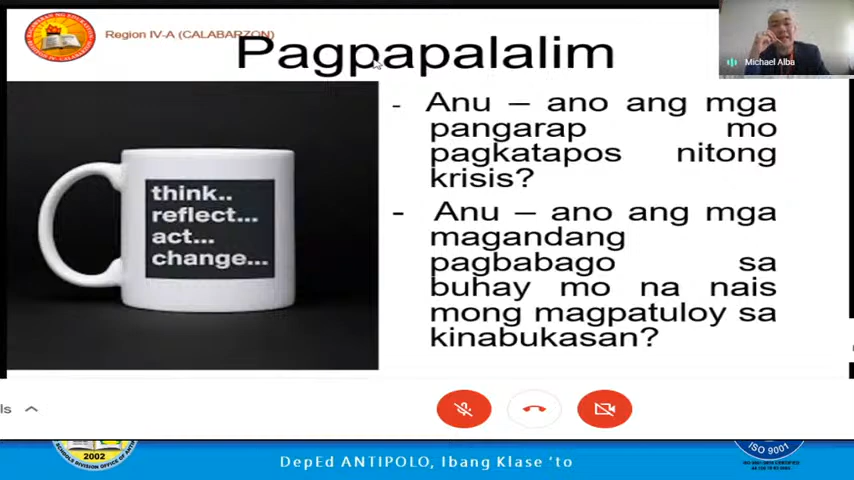 Region IV-A (CALABARZON)
Pagpapalalim
Michael Alba
- Anu – ano ang mga
pangarap mo
pagkatapos nitong
krisis?
- Anu – ano ang mga
magandang
pagbabago sa
buhay mo na nais
mong magpatuloy sa
kinabukasan?
think..
reflect...
act...
change...
ls
2002
ISO 9001
DepEd ANTIPOLO, Ibang Klase ‘to